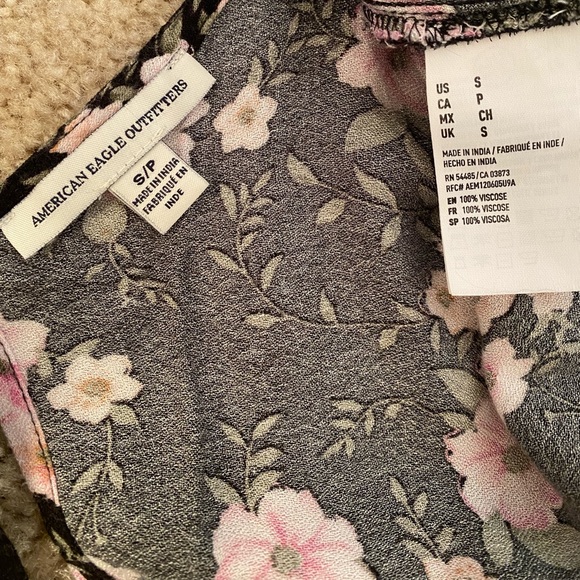 AMERICAN EAGLE OUTFITTERS
S/P
MADE IN INDIA
FABRIQUÉ EN
INDE
US S
CA P
MX CH
UK S
MADE IN INDIA / FABRIQUÉ EN INDE /
HECHO EN INDIA
RN 54485/CA 03873
RFC# AEM120605U9A
EN 100% VISCOSE
FR 100% VISCOSE
SP 100% VISCOSA